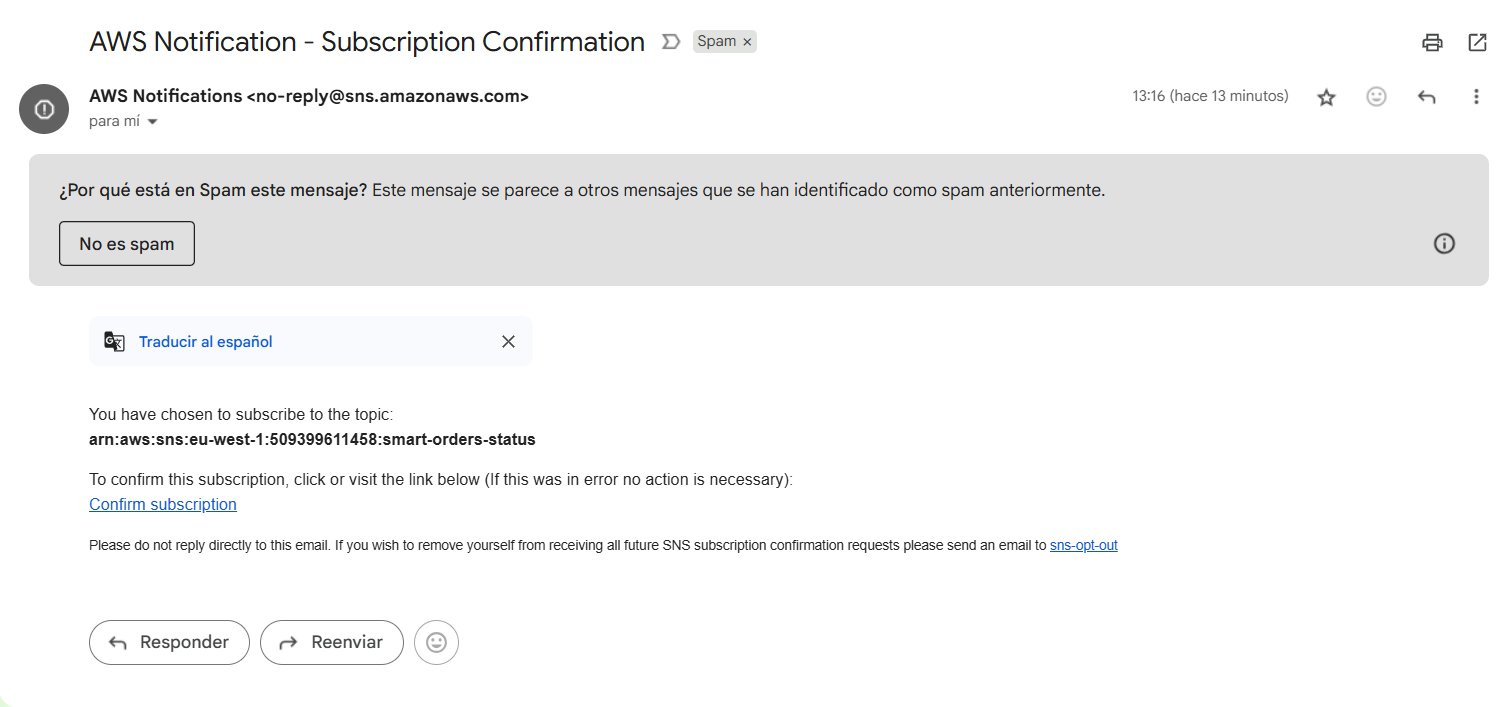 AWS Notification - Subscription Confirmation Spam ×
AWS Notifications <no-reply@sns.amazonaws.com> 13:16 (hace 13 minutos)
para mí
¿Por qué está en Spam este mensaje? Este mensaje se parece a otros mensajes que se han identificado como spam anteriormente.
No es spam
Traducir al español
You have chosen to subscribe to the topic:
arn:aws:sns:eu-west-1:509399611458:smart-orders-status
To confirm this subscription, click or visit the link below (If this was in error no action is necessary):
Confirm subscription
Please do not reply directly to this email. If you wish to remove yourself from receiving all future SNS subscription confirmation requests please send an email to sns-opt-out
Responder Reenviar